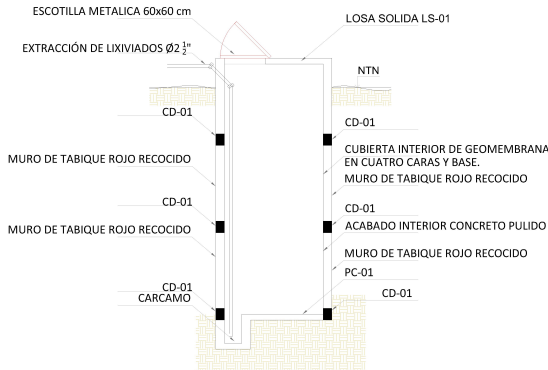 ESCOTILLA METALICA 60x60 cm
LOSA SOLIDA LS-01
EXTRACCIÓN DE LIXIVIADOS Ø2 1/2"
NTN
CD-01
CD-01
MURO DE TABIQUE ROJO RECOCIDO
CUBIERTA INTERIOR DE GEOMEMBRANA
EN CUATRO CARAS Y BASE.
MURO DE TABIQUE ROJO RECOCIDO
CD-01
CD-01
MURO DE TABIQUE ROJO RECOCIDO
ACABADO INTERIOR CONCRETO PULIDO
MURO DE TABIQUE ROJO RECOCIDO
PC-01
CD-01
CARCAMO
CD-01